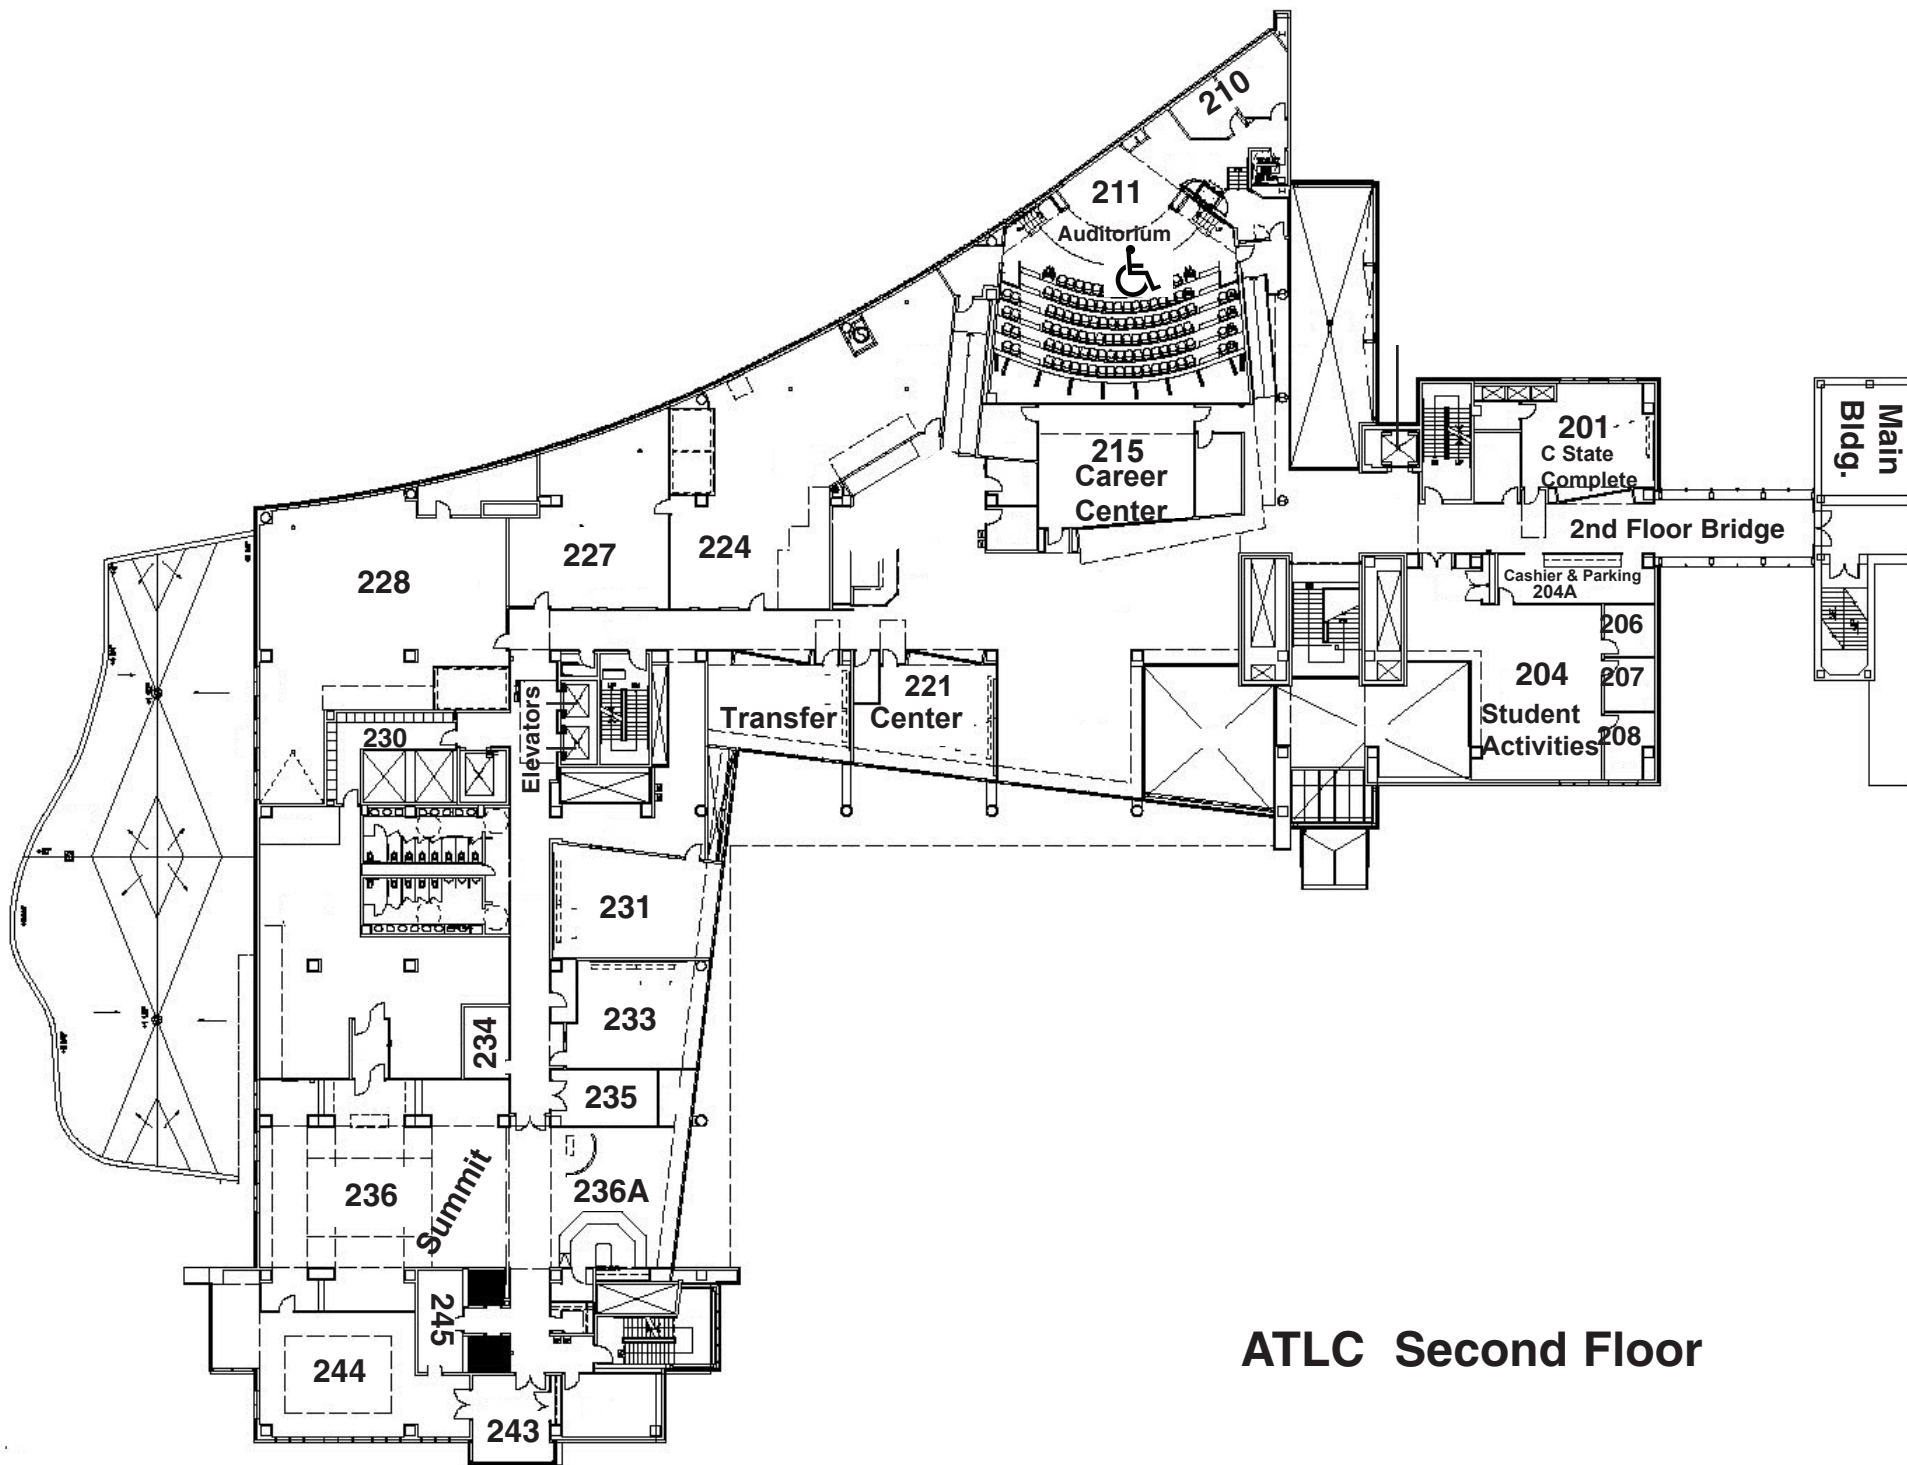 210
211
Auditorium
Main
Bldg.
201
C State
Complete
215
Career
Center
2nd Floor Bridge
227
224
228
Cashier & Parking
204A
206
207
204
Student
Activities
208
221
Transfer Center
Elevators
230
231
233
234
235
236
Summit
236A
245
244
243
ATLC Second Floor